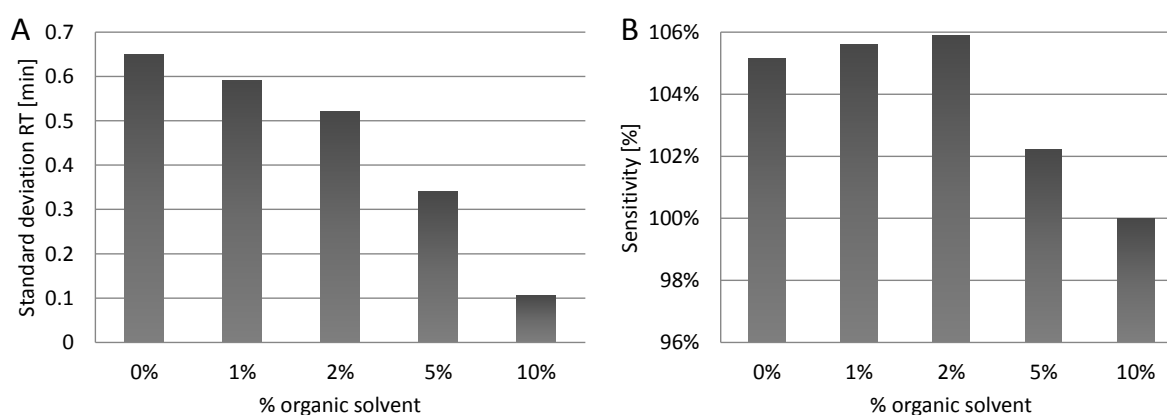 A
Standard deviation RT [min]
0.7
0.6
0.5
0.4
0.3
0.2
0.1
0
0% 1% 2% 5% 10%
% organic solvent
B
Sensitivity [%]
106%
104%
102%
100%
98%
96%
0% 1% 2% 5% 10%
% organic solvent